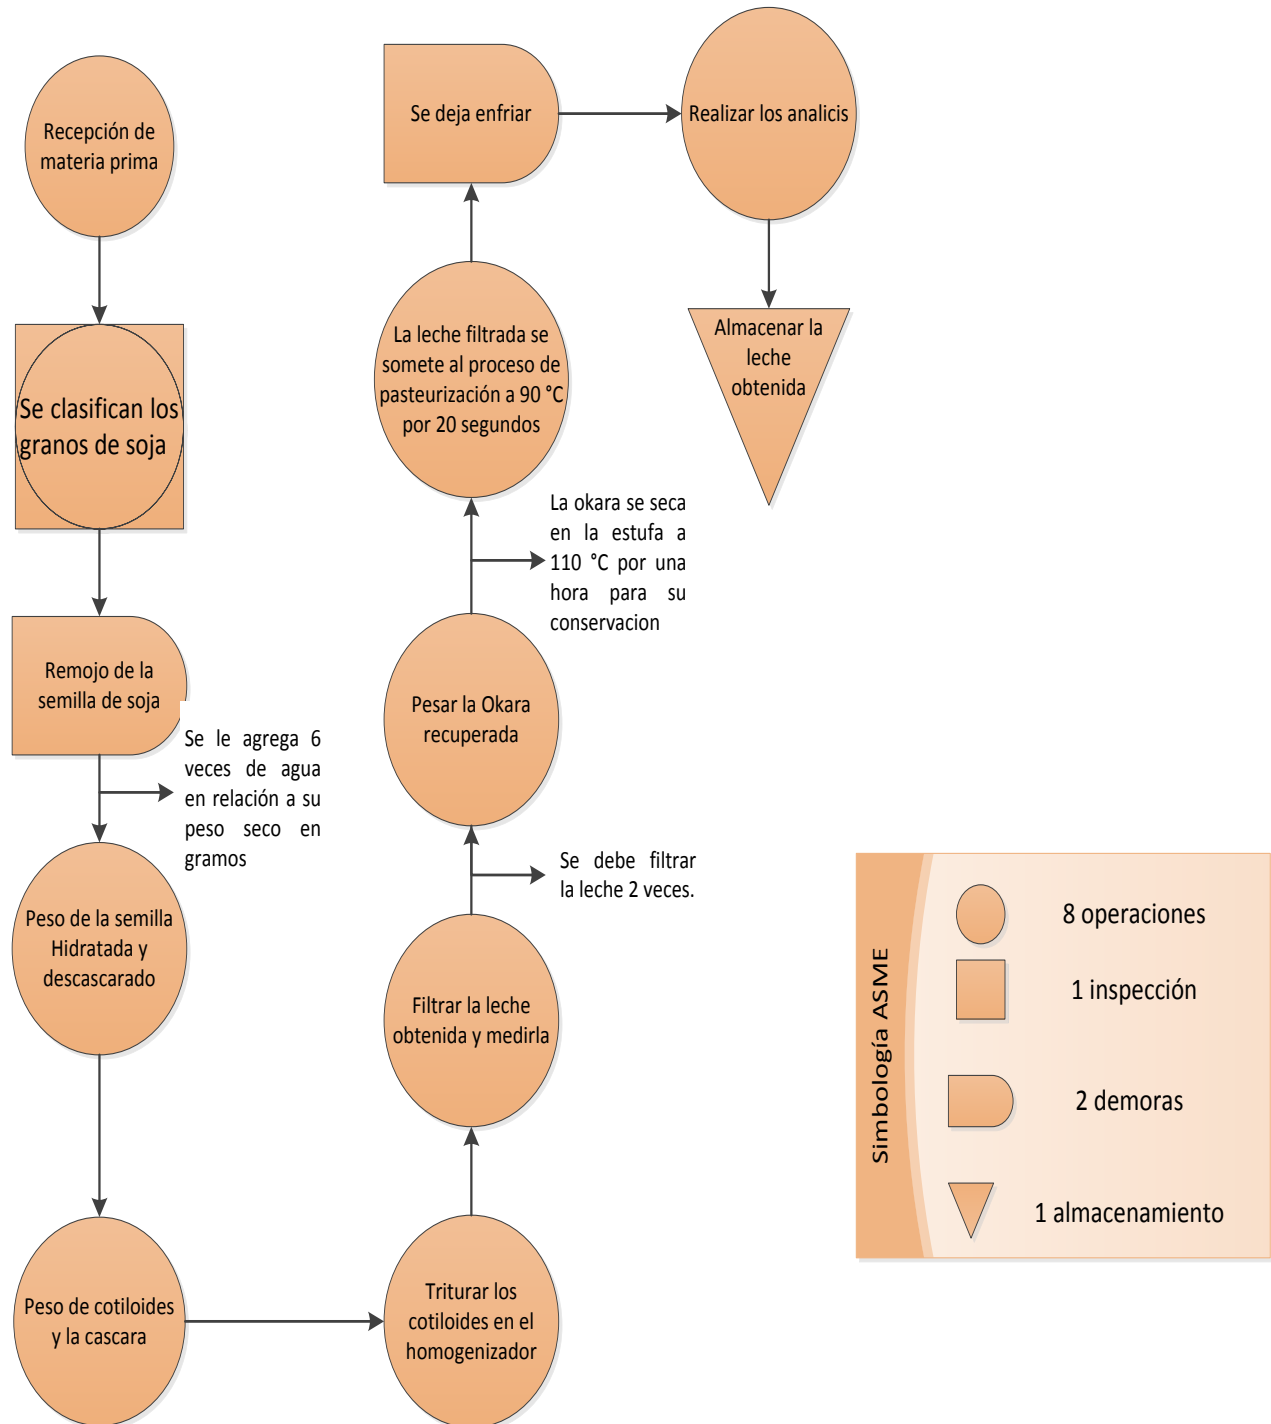 Recepción de
materia prima
Se clasifican los
granos de soja
Remojo de la
semilla de soja
Se le agrega 6
veces de agua
en relación a su
peso seco en
gramos
Peso de la semilla
Hidratada y
descascarado
Peso de cotiloides
y la cascara
Triturar los
cotiloides en el
homogenizador
Filtrar la leche
obtenida y medirla
Se debe filtrar
la leche 2 veces.
Pesar la Okara
recuperada
La okara se seca
en la estufa a
110 °C por una
hora para su
conservacion
La leche filtrada se
somete al proceso de
pasteurización a 90 °C
por 20 segundos
Se deja enfriar
Realizar los analicis
Almacenar la
leche
obtenida
Simbología ASME
8 operaciones
1 inspección
2 demoras
1 almacenamiento